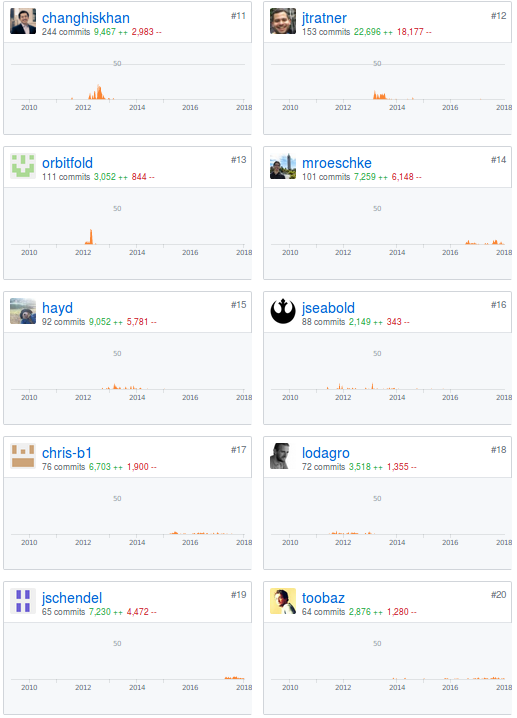 changhiskhan #11
244 commits 9,467 ++ 2,983 --
50
2010 2012 2014 2016 2018
jtratner #12
153 commits 22,696 ++ 18,177 --
50
2010 2012 2014 2016 2018
orbitfold #13
111 commits 3,052 ++ 844 --
50
2010 2012 2014 2016 2018
mroeschke #14
101 commits 7,259 ++ 6,148 --
50
2010 2012 2014 2016 2018
hayd #15
92 commits 9,052 ++ 5,781 --
50
2010 2012 2014 2016 2018
jseabold #16
88 commits 2,149 ++ 343 --
50
2010 2012 2014 2016 2018
chris-b1 #17
76 commits 6,703 ++ 1,900 --
50
2010 2012 2014 2016 2018
lodagro #18
72 commits 3,518 ++ 1,355 --
50
2010 2012 2014 2016 2018
jschendel #19
65 commits 7,230 ++ 4,472 --
50
2010 2012 2014 2016 2018
toobaz #20
64 commits 2,876 ++ 1,280 --
50
2010 2012 2014 2016 2018